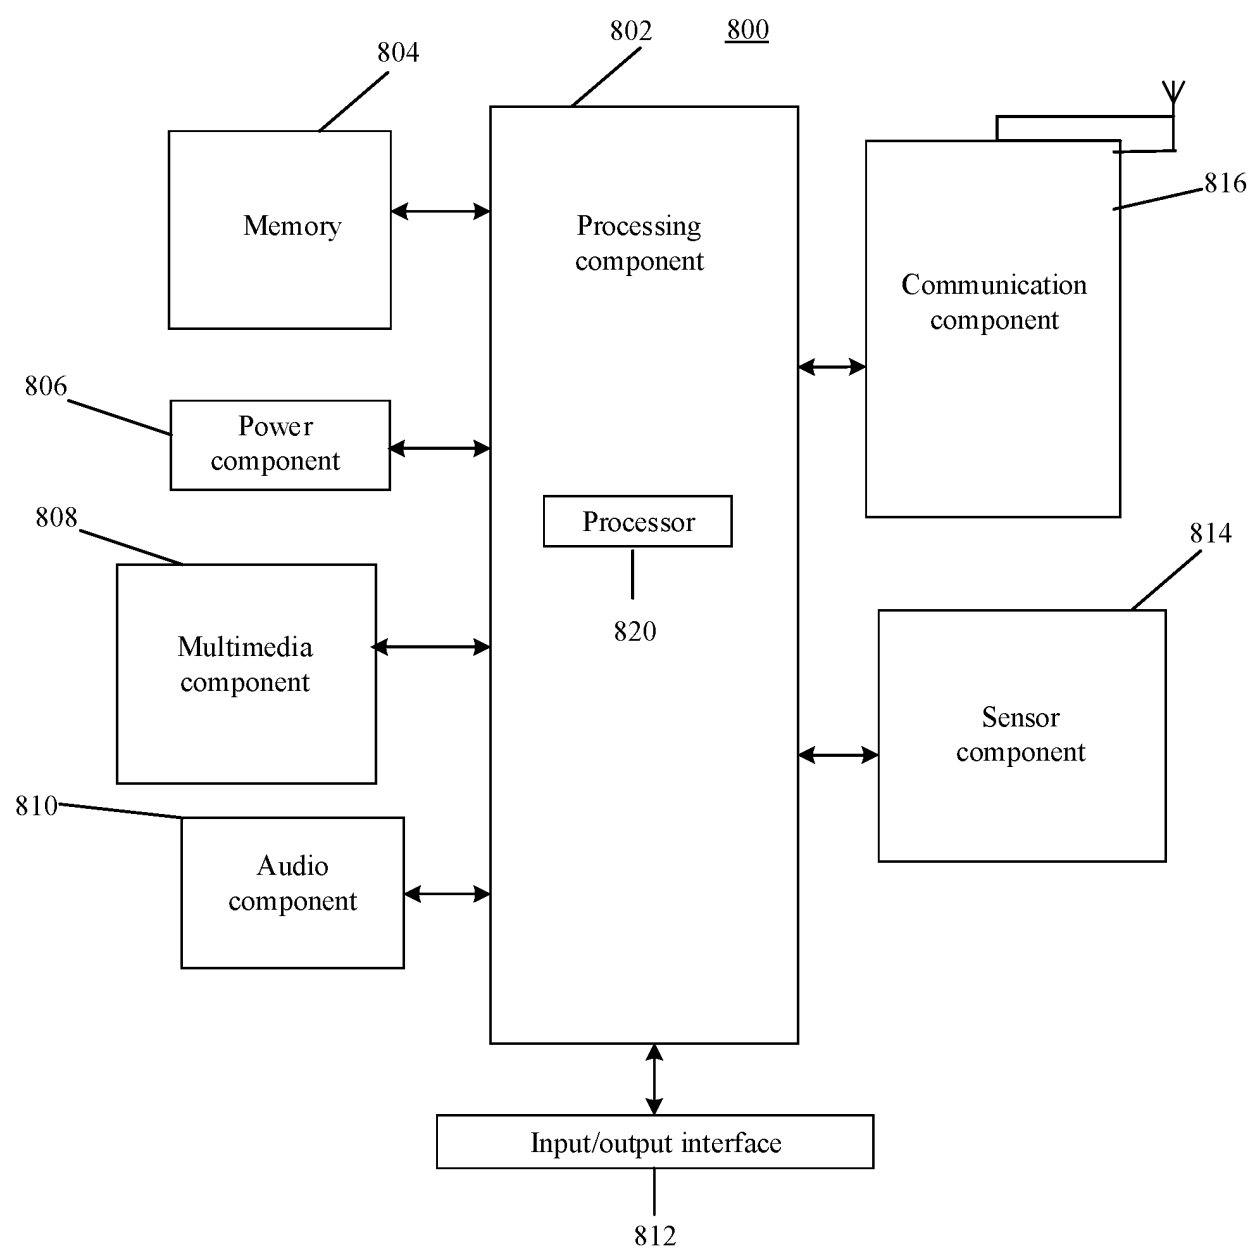 802
800
804
816
Memory
Processing
component
Communication
component
806
Power
component
808
Processor
814
820
Multimedia
component
Sensor
component
810
Audio
component
Input/output interface
812